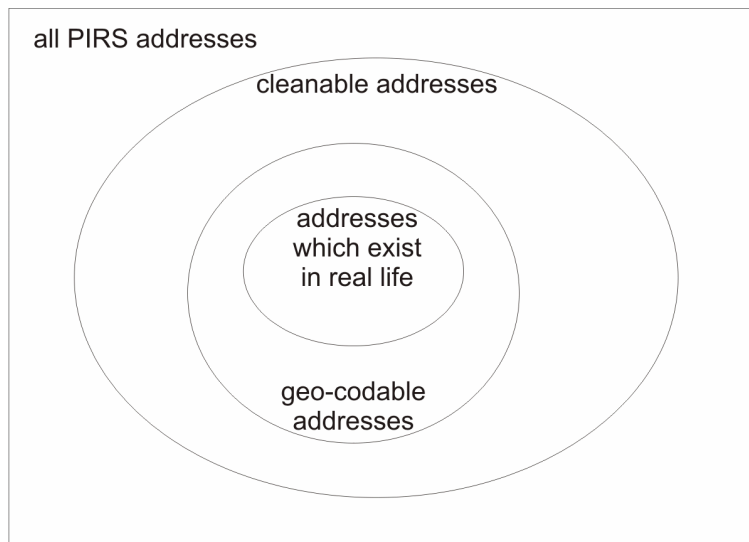 all PIRS addresses
cleanable addresses
addresses
which exist
in real life
geo-codable
addresses